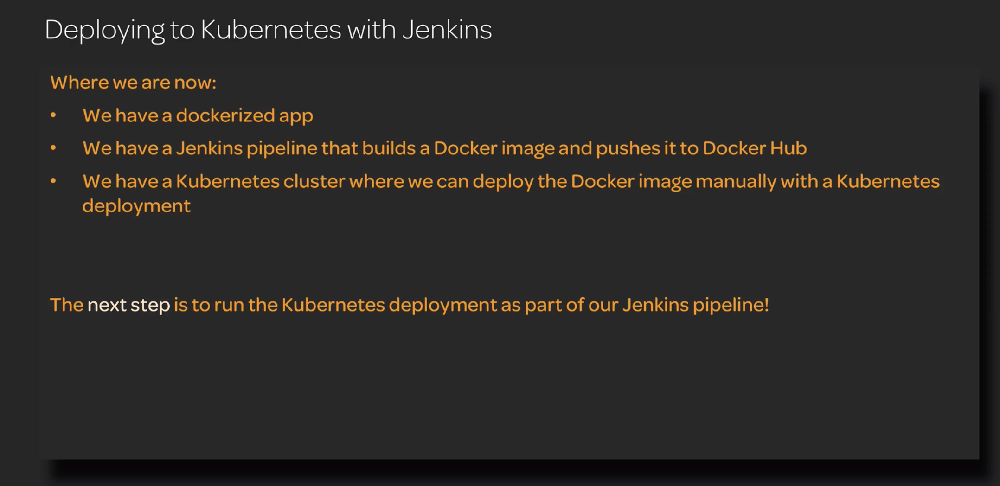 Deploying to Kubernetes with Jenkins
Where we are now:
• We have a dockerized app
• We have a Jenkins pipeline that builds a Docker image and pushes it to Docker Hub
• We have a Kubernetes cluster where we can deploy the Docker image manually with a Kubernetes
deployment
The next step is to run the Kubernetes deployment as part of our Jenkins pipeline!